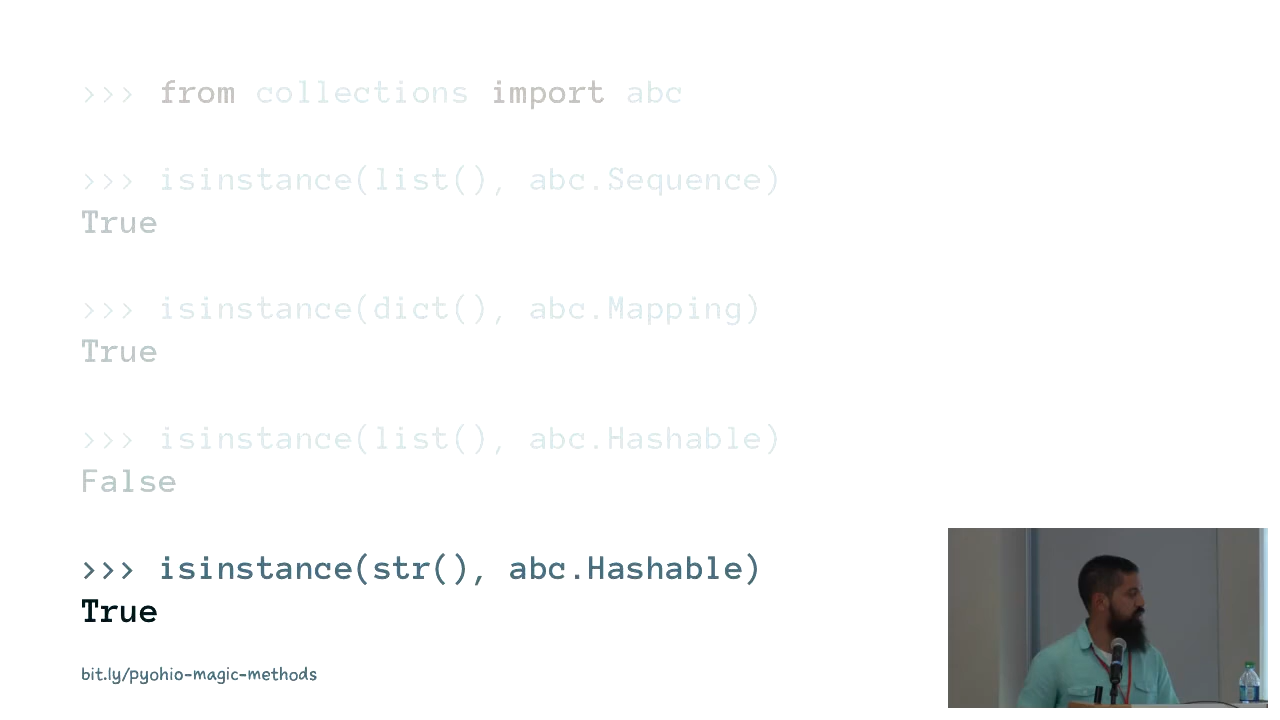 >>> from collections import abc
>>> isinstance(list(), abc.Sequence)
True
>>> isinstance(dict(), abc.Mapping)
True
>>> isinstance(list(), abc.Hashable)
False
>>> isinstance(str(), abc.Hashable)
True
bit.ly/pyohio-magic-methods